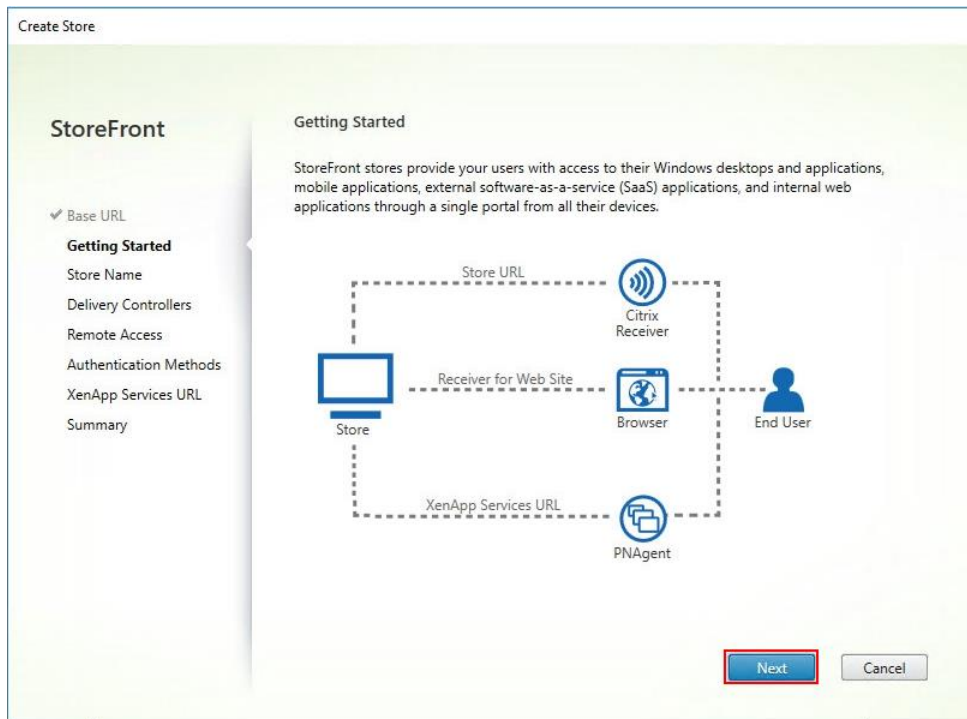 Create Store
StoreFront
✔ Base URL
Getting Started
Store Name
Delivery Controllers
Remote Access
Authentication Methods
XenApp Services URL
Summary
Getting Started
StoreFront stores provide your users with access to their Windows desktops and applications,
mobile applications, external software-as-a-service (SaaS) applications, and internal web
applications through a single portal from all their devices.
Store URL
Citrix
Receiver
Receiver for Web Site
Store
Browser
End User
XenApp Services URL
PNAgent
Next
Cancel